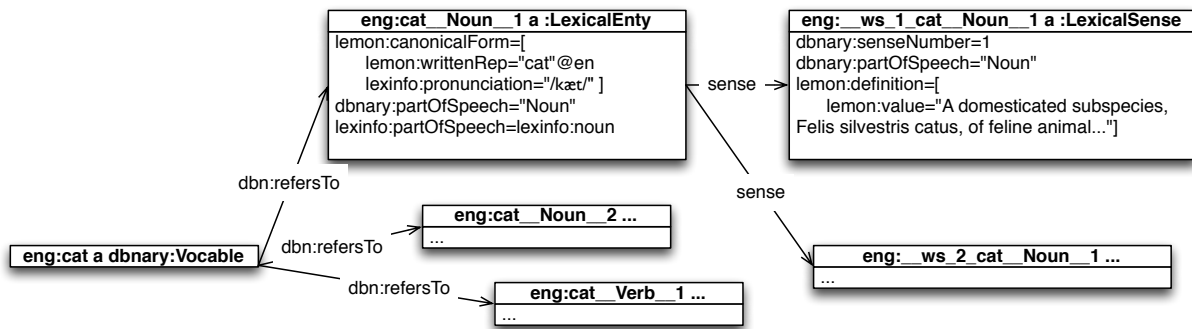 eng:cat__Noun__1 a :LexicalEnty
lemon:canonicalForm=[
lemon:writtenRep="cat"@en
lexinfo:pronunciation="/kæt/" ]
dbnary:partOfSpeech="Noun"
lexinfo:partOfSpeech=lexinfo:noun
sense
eng:__ws_1_cat__Noun__1 a :LexicalSense
dbnary:senseNumber=1
dbnary:partOfSpeech="Noun"
lemon:definition=[
lemon:value="A domesticated subspecies,
Felis silvestris catus, of feline animal..."]
dbn:refersTo
sense
eng:cat__Noun__2 ...
...
eng:cat a dbnary:Vocable
dbn:refersTo
eng:__ws_2_cat__Noun__1 ...
...
dbn:refersTo
eng:cat__Verb__1 ...
...